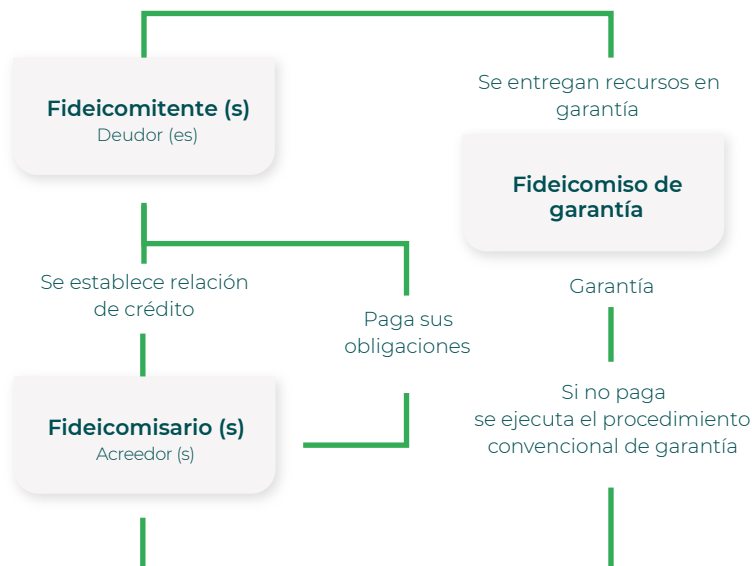 Fideicomitente (s)
Deudor (es)
Se entregan recursos en
garantía
Fideicomiso de
garantía
Se establece relación
de crédito
Paga sus
obligaciones
Garantía
Fideicomisario (s)
Acreedor (s)
Si no paga
se ejecuta el procedimiento
convencional de garantía